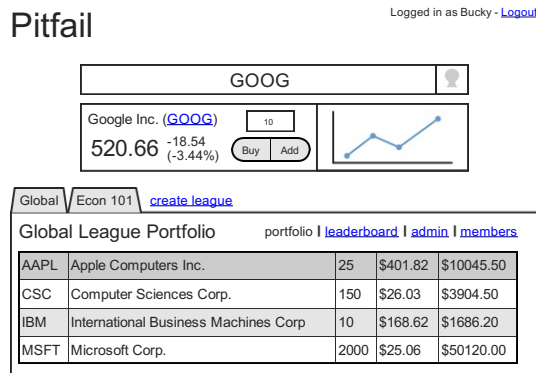 Logged in as Bucky - Logout
Pitfail
GOOG
Google Inc. (GOOG)
10
520.66 -18.54 (-3.44%)
Buy Add
Global Econ 101 create league
Global League Portfolio portfolio | leaderboard | admin | members
AAPL Apple Computers Inc. 25 $401.82 $10045.50
CSC Computer Sciences Corp. 150 $26.03 $3904.50
IBM International Business Machines Corp 10 $168.62 $1686.20
MSFT Microsoft Corp. 2000 $25.06 $50120.00